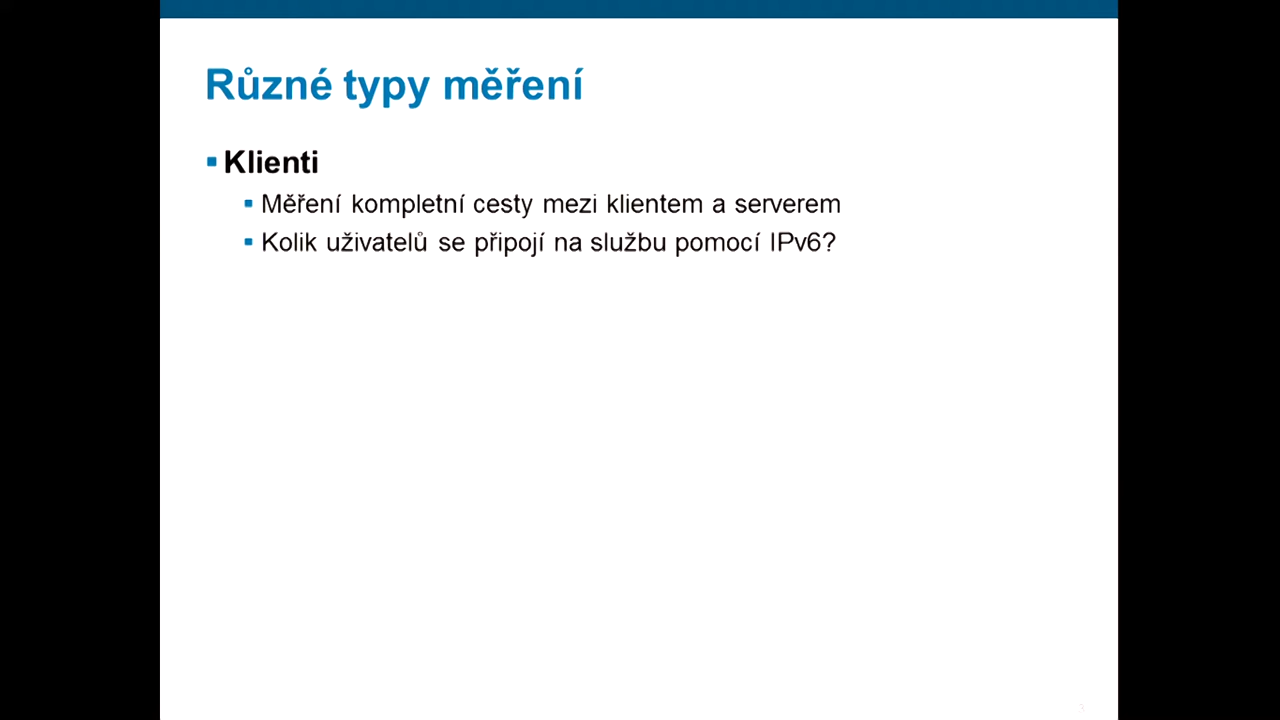 Různé typy měření
Klienti
Měření kompletní cesty mezi klientem a serverem
Kolik uživatelů se připojí na službu pomocí IPv6?